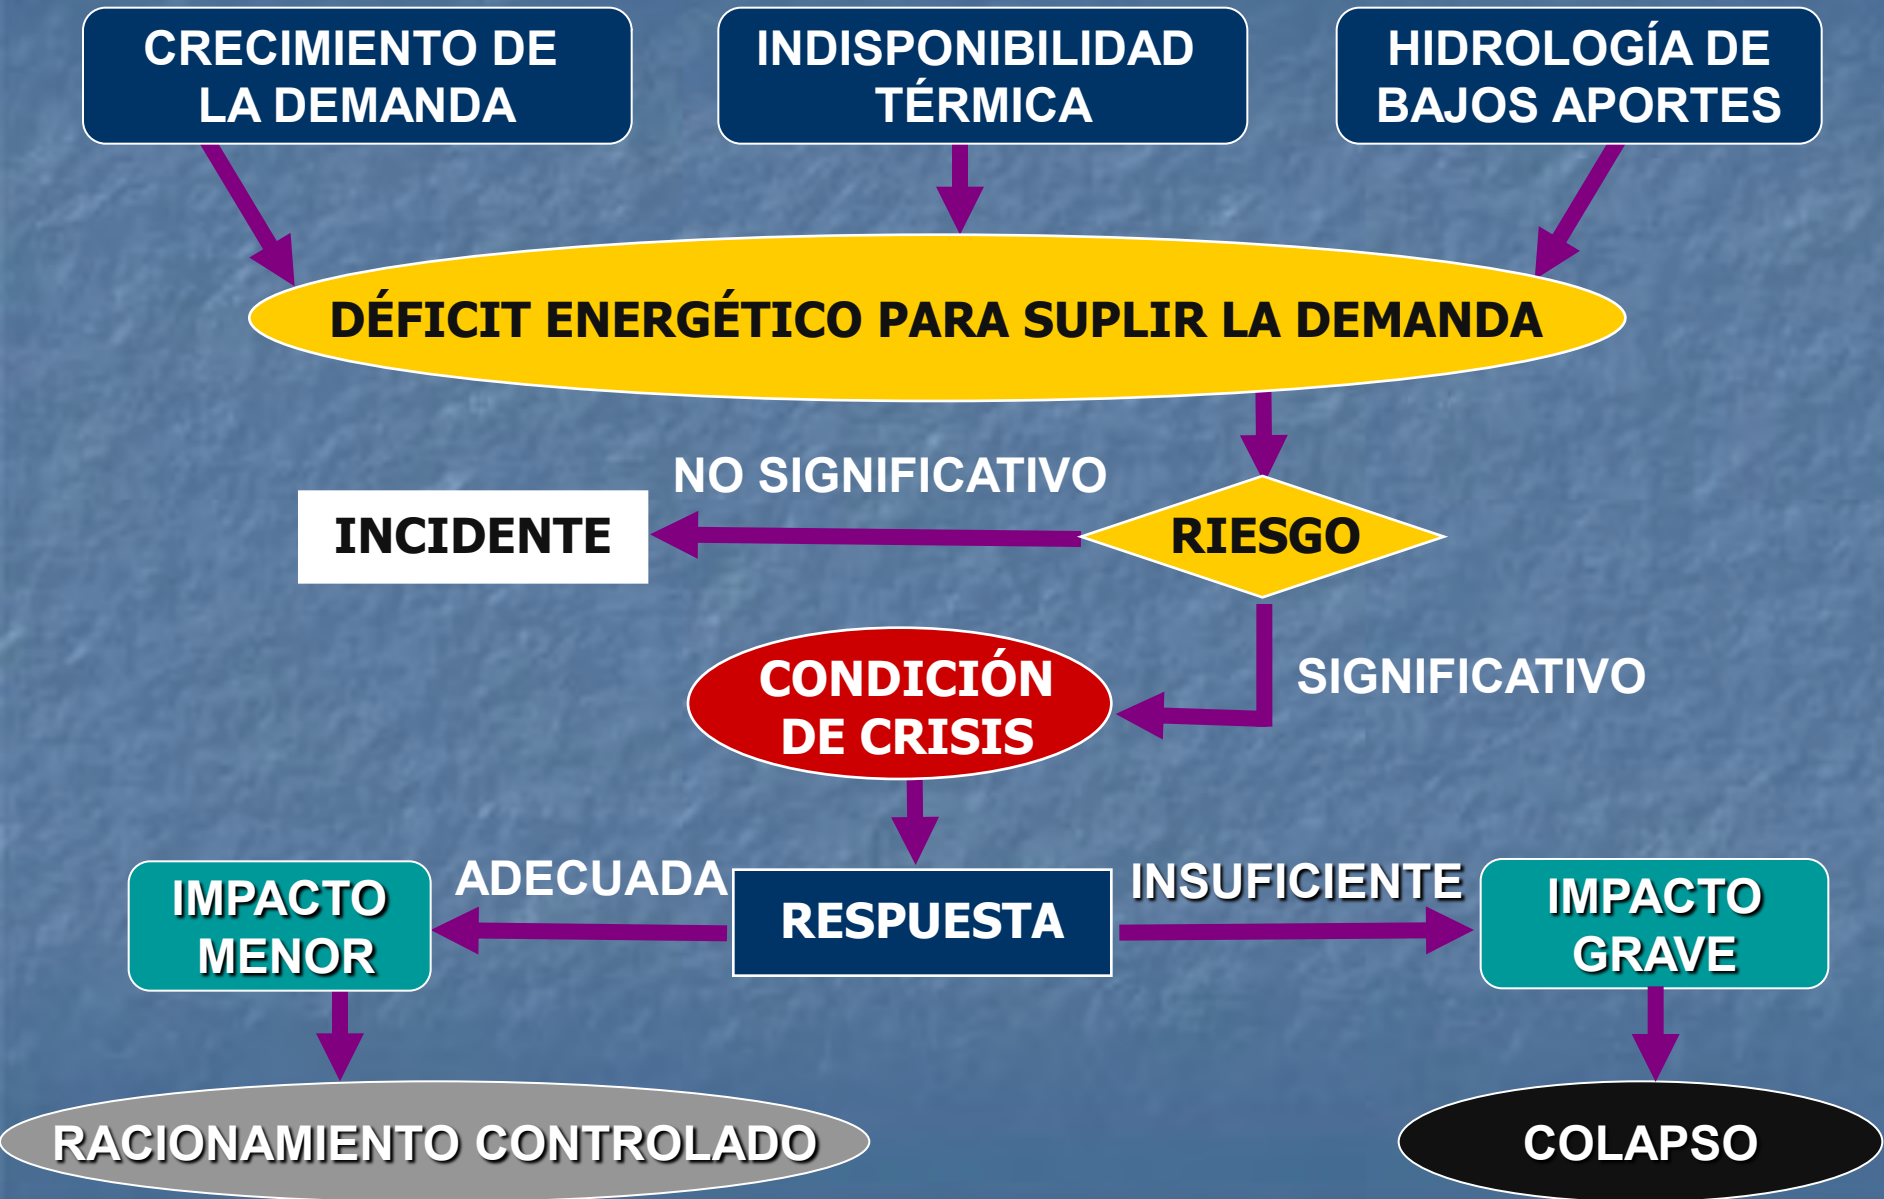 CRECIMIENTO DE
LA DEMANDA
INDISPONIBILIDAD
TÉRMICA
HIDROLOGÍA DE
BAJOS APORTES
DÉFICIT ENERGÉTICO PARA SUPLIR LA DEMANDA
NO SIGNIFICATIVO
INCIDENTE
RIESGO
SIGNIFICATIVO
CONDICIÓN
DE CRISIS
ADECUADA
INSUFICIENTE
IMPACTO
MENOR
RESPUESTA
IMPACTO
GRAVE
RACIONAMIENTO CONTROLADO
COLAPSO